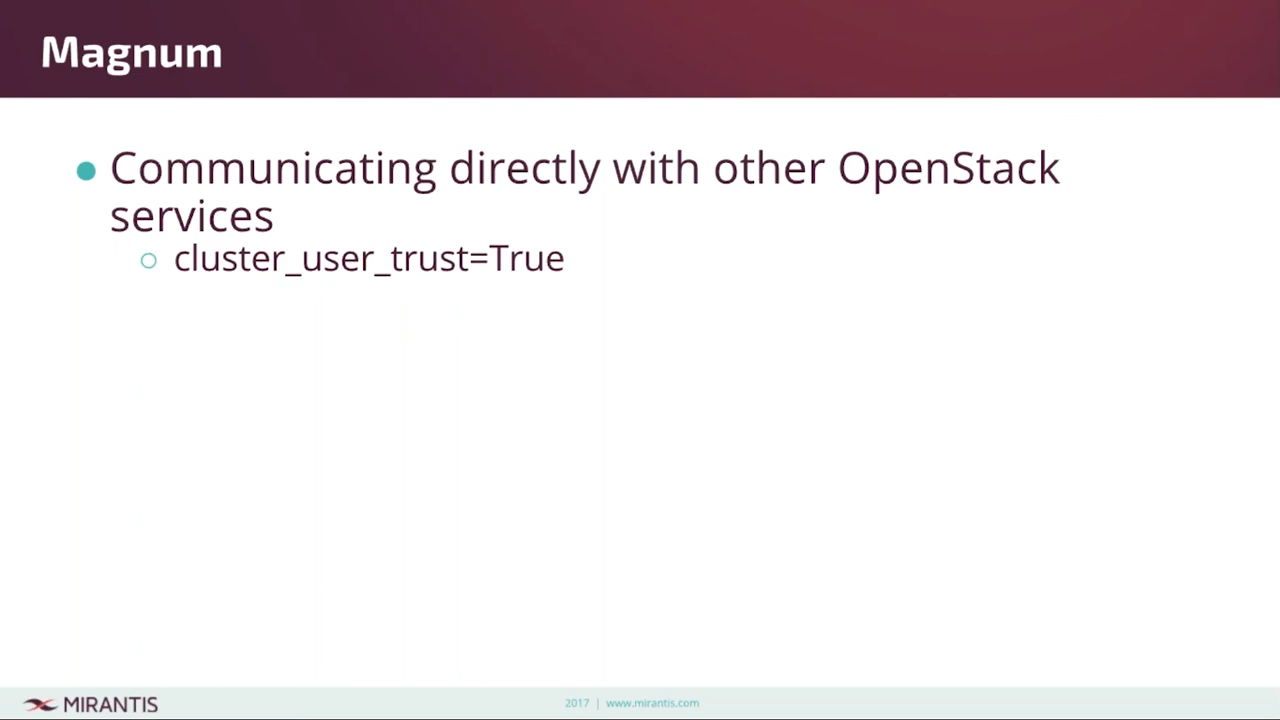 Magnum
Communicating directly with other OpenStack
services
cluster_user_trust=True
MIRANTIS
2017 | www.mirantis.com